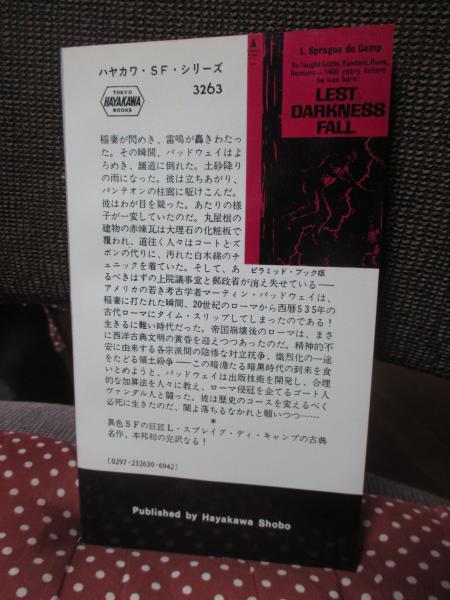 ハヤカワ・SF・シリーズ
TOKYO
HAYAKAWA
BOOKS
3263
L. Sprague de Camp
He fought Goths, Vandals, Huns,
Romans—1400 years before
he was born!
LEST
DARKNESS
FALL
稲妻が閃めき、雷鳴が轟きわたっ
た。その瞬間、パッドウェイはよ
ろめき、舗道に倒れた。土砂降り
の雨になった。彼は立ちあがり、
パンテオンの柱廊に駈けこんだ。
彼はわが目を疑った。あたりの様
子が一変していたのだ。丸屋根の
建物の赤煉瓦は大理石の化粧板で
覆われ、道往く人々はコートとズ
ボンの代りに、汚れた白木綿のチ
ュニックを着ていた。そして、あ
るべきはずの上院議事堂と郵政省が消え失せている——
ピラミッド・ブック版
アメリカの若き考古学者マーティン・パッドウェイは、
稲妻に打たれた瞬間、20世紀のローマから西暦535年の
古代ローマにタイム・スリップしてしまったのである!
生きるに難い時代だった。帝国崩壊後のローマは、まさ
に西洋古典文明の黄昏を迎えつつあったのだ。精神的不
安に由来する各宗派間の陰惨な対立抗争、熾烈化の一途
をたどる領土紛争——この暗澹たる暗黒時代の到来を食
いとめようと、パッドウェイは出版技術を開発し、合理
的な加算法を人々に教え、ローマ侵冦を企てるゴート人
ヴァンダル人と闘った。彼は歴史のコースを変えるべく
必死に生きたのだ、闇よ落ちるなかれと願いつつ……
*
異色SFの巨匠L・スプレイグ・ディ・キャンプの古典
名作、本邦初の完訳なる!
(0297-232630-6942)
Published by Hayakawa Shobo